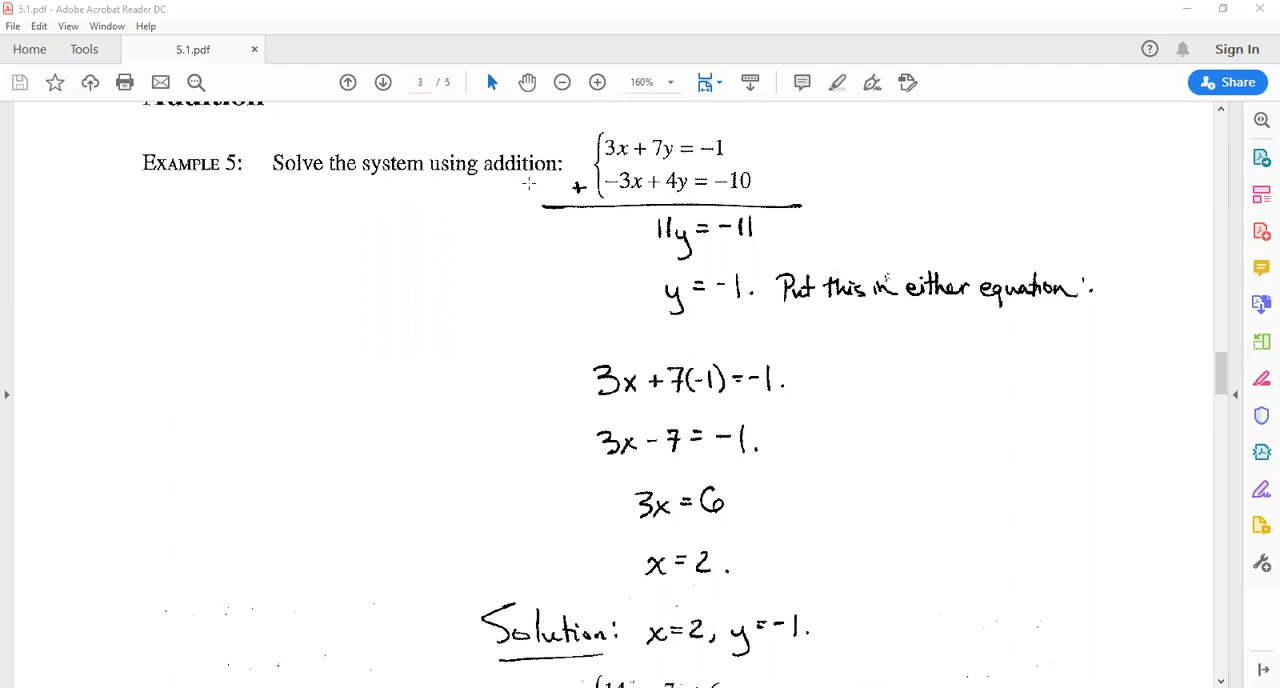 5.1.pdf - Adobe Acrobat Reader DC
File Edit View Window Help
Home Tools 5.1.pdf × Sign In
3 / 5 160% Share
Addition
EXAMPLE 5: Solve the system using addition: 3x + 7y = −1
+ −3x + 4y = −10
11y = -11
y = -1. Put this in either equation:.
3x + 7(-1) = -1.
3x - 7 = -1.
3x = 6
x = 2.
Solution: x=2, y=-1.